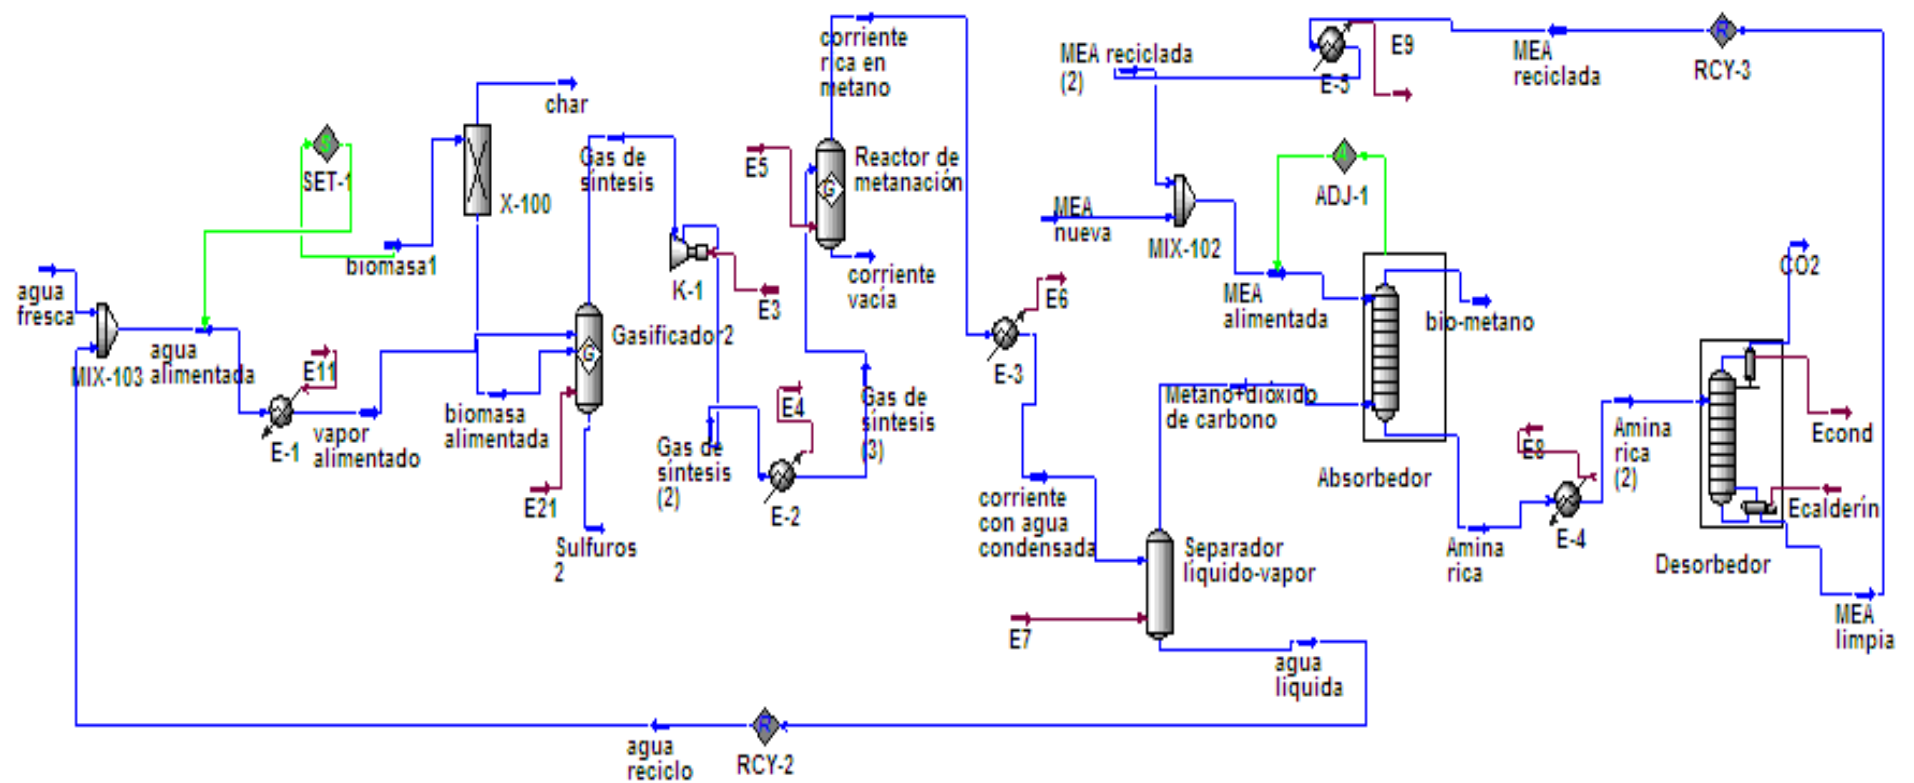 corriente
rica en
metano
MEA reciclada
(2)
E9
E-5
MEA
reciclada
RCY-3
char
SET-1
X-100
Gas de
síntesis
E5
Reactor de
metanación
MEA
nueva
MIX-102
ADJ-1
biomasa1
agua
fresca
MIX-103
agua
alimentada
E11
E-1
vapor
alimentado
Gasificador2
K-1
E3
corriente
vacía
E6
E-3
MEA
alimentada
bio-metano
CO2
biomasa
alimentada
E21
Sulfuros
2
Gas de
síntesis
(2)
E4
E-2
Gas de
síntesis
(3)
Metano+dióxido
de carbono
Absorbedor
corriente
con agua
condensada
Separador
líquido-vapor
E7
Amina
rica
E8
E-4
Amina
rica
(2)
Econd
Ecalderín
Desorbedor
MEA
limpia
agua
líquida
agua
reciclo
RCY-2
S
A
R
R
G
G